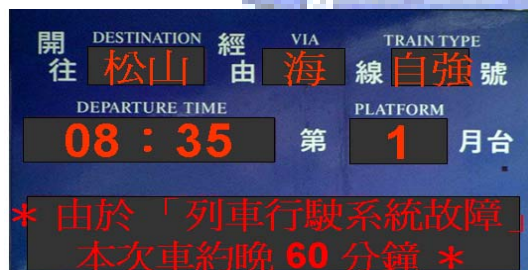 開往 DESTINATION 松山 經由 VIA 海線 TRAIN TYPE 自強號
DEPARTURE TIME 08：35 第 PLATFORM 1 月台
* 由於「列車行駛系統故障」
本次車約晚 60 分鐘 *